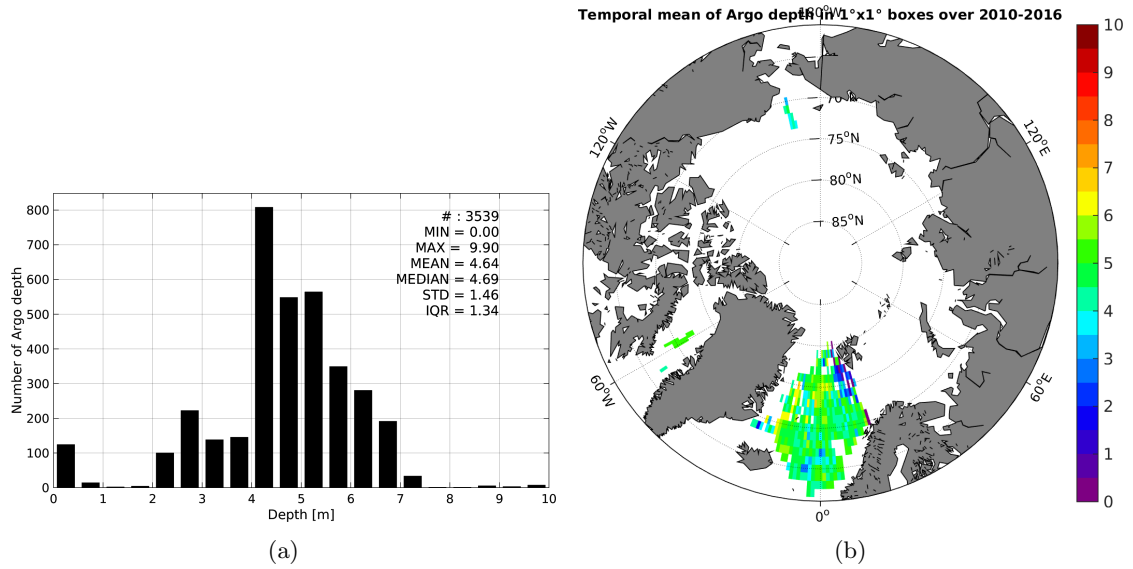 Number of Argo depth
800
700
600
500
400
300
200
100
0
# : 3539
MIN = 0.00
MAX = 9.90
MEAN = 4.64
MEDIAN = 4.69
STD = 1.46
IQR = 1.34
0 1 2 3 4 5 6 7 8 9 10
Depth [m]
(a)
Temporal mean of Argo depth in 1°x1° boxes over 2010-2016
180°W
120°W
120°E
70°N
75°N
80°N
85°N
60°W
60°E
0°
10
9
8
7
6
5
4
3
2
1
0
(b)